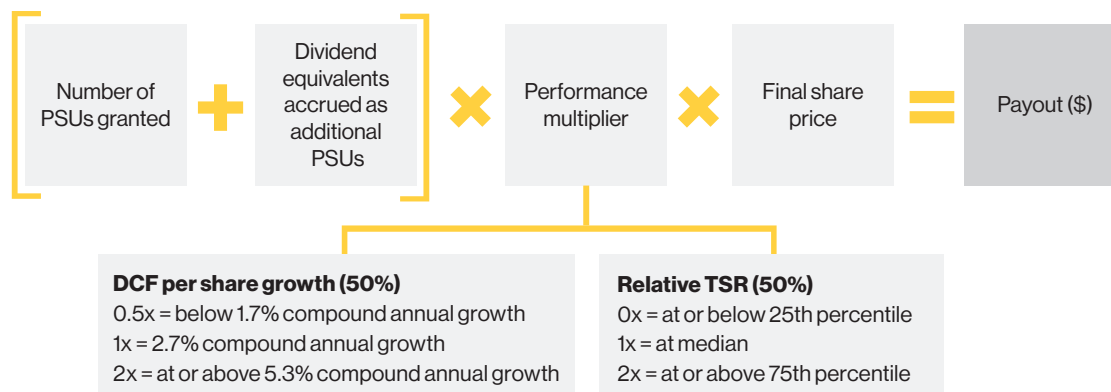 Number of
PSUs granted
+
Dividend
equivalents
accrued as
additional
PSUs
×
Performance
multiplier
×
Final share
price
=
Payout ($)
DCF per share growth (50%)
0.5x = below 1.7% compound annual growth
1x = 2.7% compound annual growth
2x = at or above 5.3% compound annual growth
Relative TSR (50%)
0x = at or below 25th percentile
1x = at median
2x = at or above 75th percentile